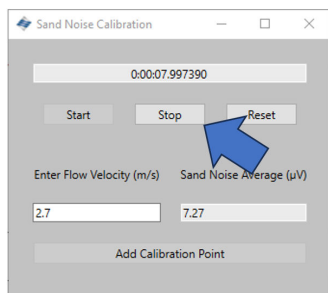 Sand Noise Calibration
0:00:07.997390
Start Stop Reset
Enter Flow Velocity (m/s) Sand Noise Average (µV)
2.7 7.27
Add Calibration Point